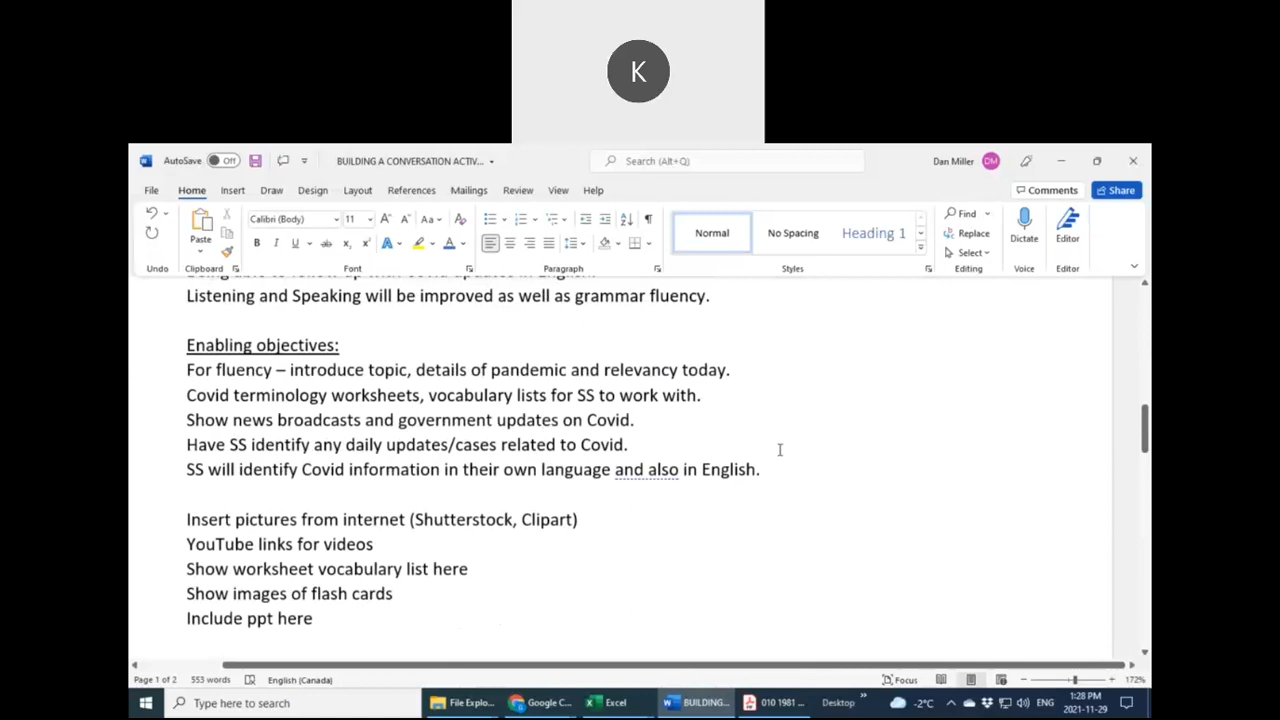 K
AutoSave Off BUILDING A CONVERSATION ACTIV... Search (Alt+Q) Dan Miller DM
File Home Insert Draw Design Layout References Mailings Review View Help Comments Share
Calibri (Body) 11 Aa Find
Paste B I U ab x₂ x² A A Normal No Spacing Heading 1 Replace Dictate Editor
Select
Undo Clipboard Font Paragraph Styles Editing Voice Editor
Listening and Speaking will be improved as well as grammar fluency.
Enabling objectives:
For fluency – introduce topic, details of pandemic and relevancy today.
Covid terminology worksheets, vocabulary lists for SS to work with.
Show news broadcasts and government updates on Covid.
Have SS identify any daily updates/cases related to Covid.
SS will identify Covid information in their own language and also in English.
Insert pictures from internet (Shutterstock, Clipart)
YouTube links for videos
Show worksheet vocabulary list here
Show images of flash cards
Include ppt here
Page 1 of 2 553 words English (Canada) Focus 172%
Type here to search File Explo... Google C... Excel BUILDING... 010 1981 ... Desktop -2°C ENG 1:28 PM
2021-11-29